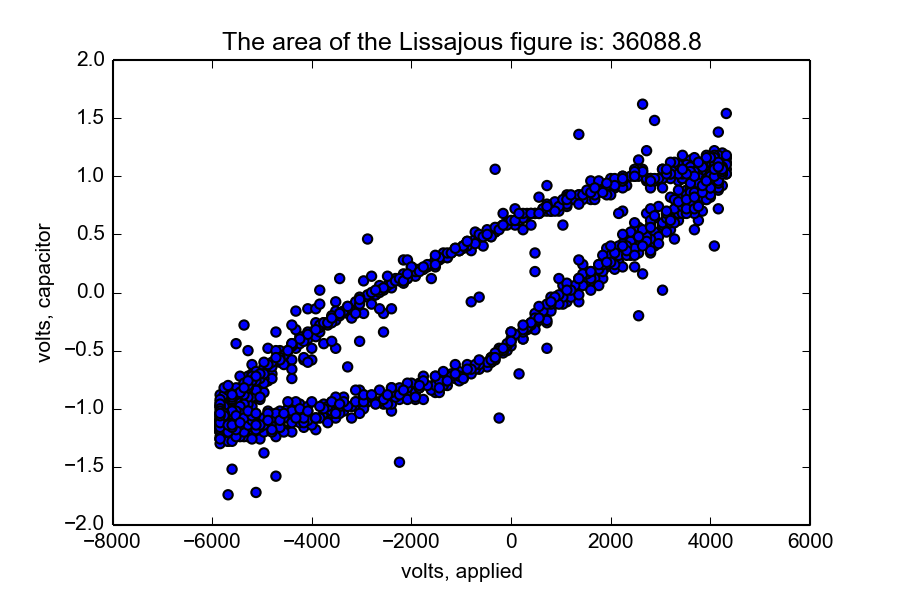 The area of the Lissajous figure is: 36088.8
2.0
1.5
1.0
0.5
0.0
−0.5
−1.0
−1.5
−2.0
volts, capacitor
−8000 −6000 −4000 −2000 0 2000 4000 6000
volts, applied